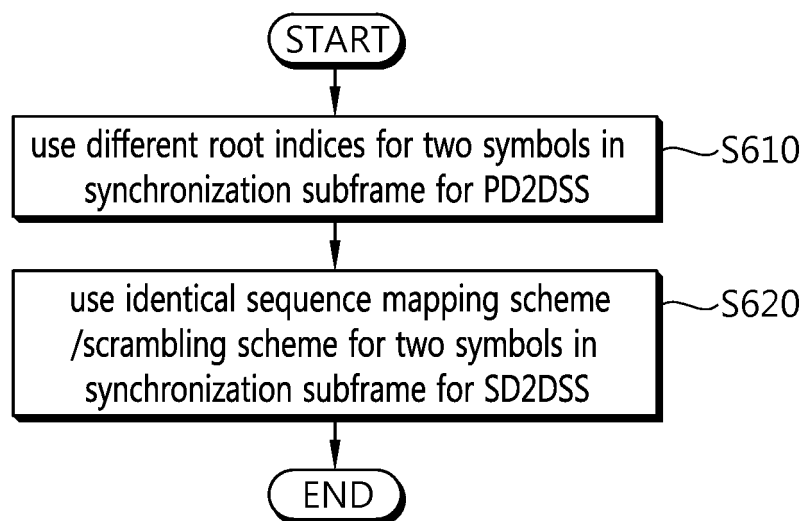 START
use different root indices for two symbols in
synchronization subframe for PD2DSS
S610
use identical sequence mapping scheme
/scrambling scheme for two symbols in
synchronization subframe for SD2DSS
S620
END